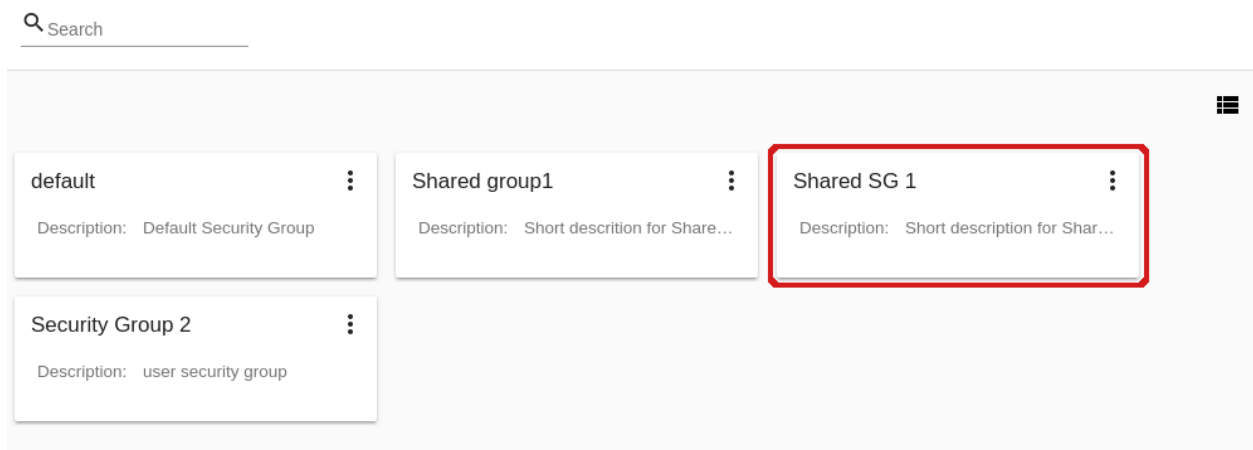 Search
default
Description: Default Security Group
Shared group1
Description: Short descrition for Share...
Shared SG 1
Description: Short description for Shar...
Security Group 2
Description: user security group